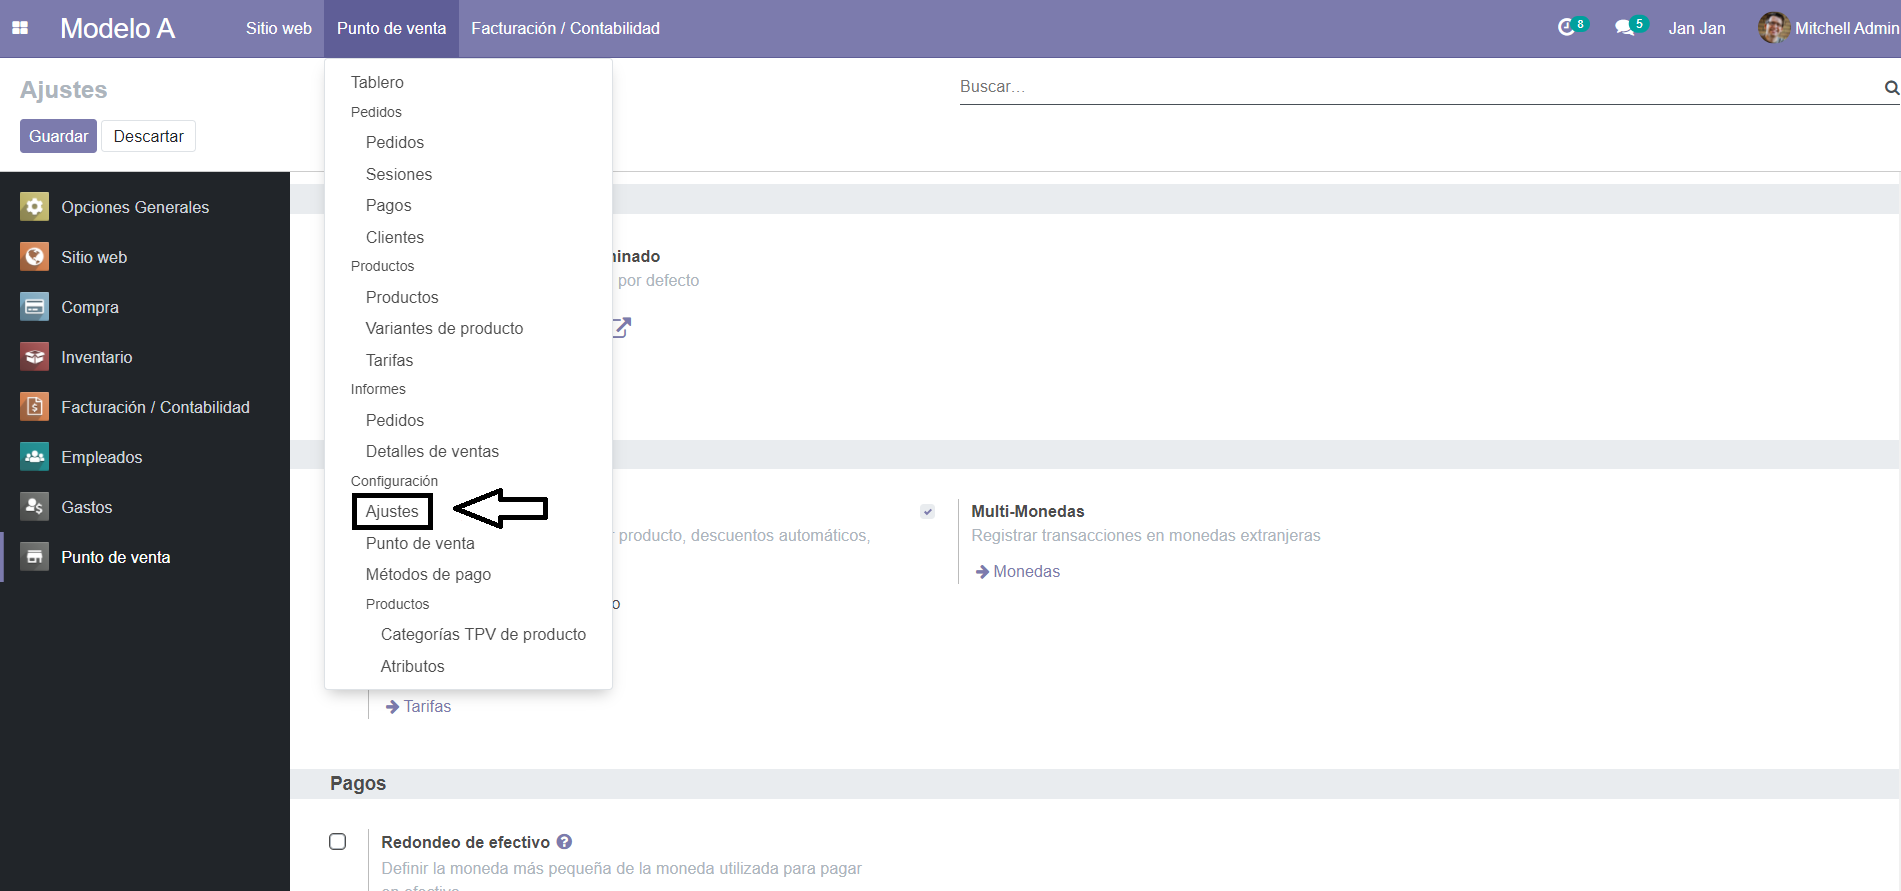 Modelo A
Sitio web
Punto de venta
Facturación / Contabilidad
8
5
Jan Jan
Mitchell Admin
Ajustes
Buscar...
Guardar
Descartar
Opciones Generales
Sitio web
Compra
Inventario
Facturación / Contabilidad
Empleados
Gastos
Punto de venta
Tablero
Pedidos
Pedidos
Sesiones
Pagos
Clientes
Productos
Productos
Variantes de producto
Tarifas
Informes
Pedidos
Detalles de ventas
Configuración
Ajustes
Punto de venta
Métodos de pago
Productos
Categorías TPV de producto
Atributos
minado
por defecto
r producto, descuentos automáticos,
o
Tarifas
Multi-Monedas
Registrar transacciones en monedas extranjeras
Monedas
Pagos
Redondeo de efectivo ?
Definir la moneda más pequeña de la moneda utilizada para pagar
en efectivo